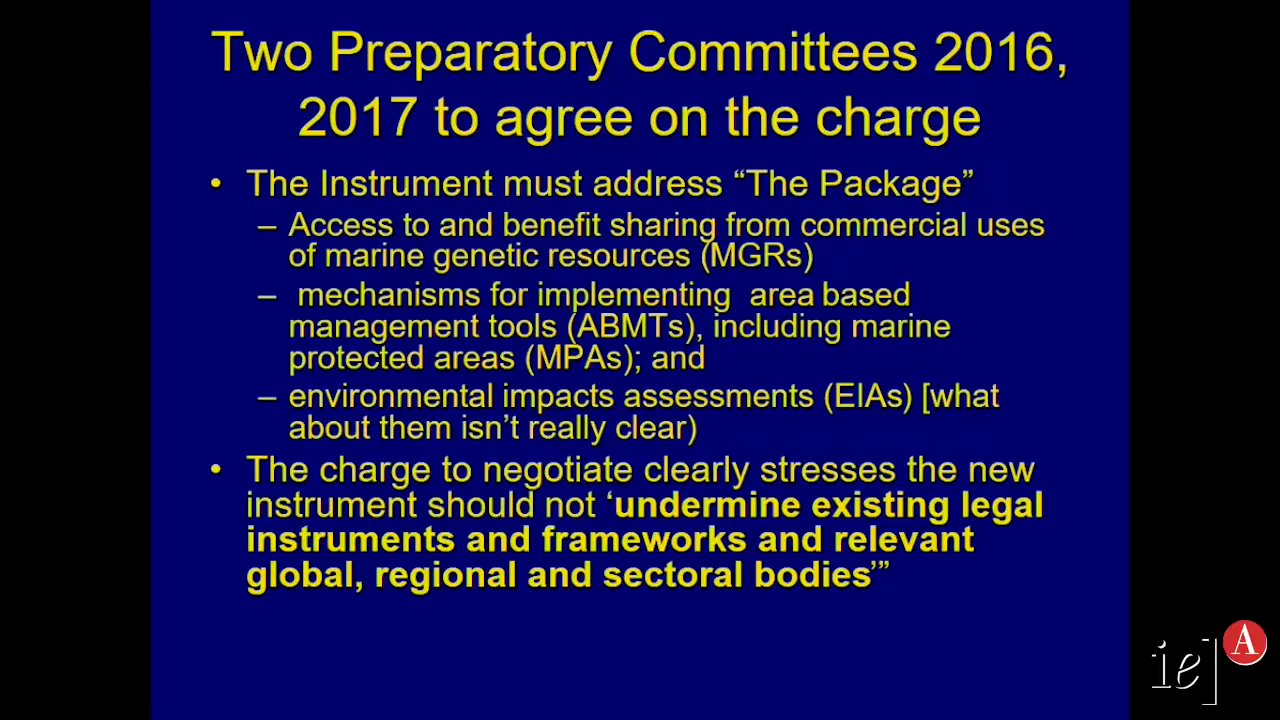 Two Preparatory Committees 2016,
2017 to agree on the charge
• The Instrument must address “The Package”
– Access to and benefit sharing from commercial uses
of marine genetic resources (MGRs)
– mechanisms for implementing area based
management tools (ABMTs), including marine
protected areas (MPAs); and
– environmental impacts assessments (EIAs) [what
about them isn’t really clear)
• The charge to negotiate clearly stresses the new
instrument should not ‘undermine existing legal
instruments and frameworks and relevant
global, regional and sectoral bodies’”
ie] A